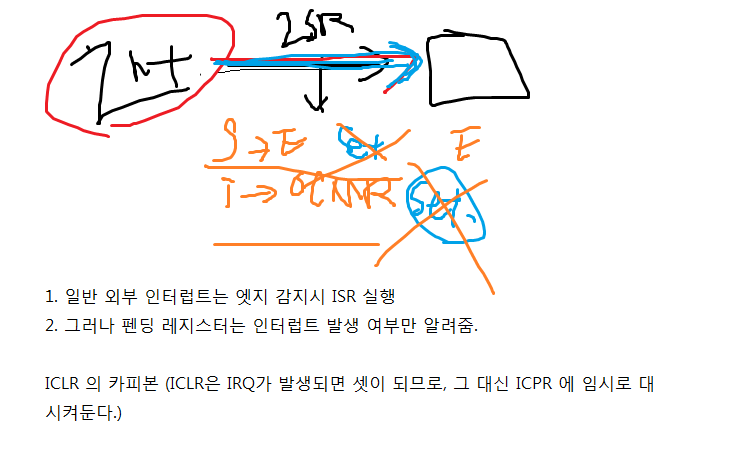 ISR
Int
→ E
E
I →
Set.
1. 일반 외부 인터럽트는 엣지 감지시 ISR 실행
2. 그러나 펜딩 레지스터는 인터럽트 발생 여부만 알려줌.
ICLR 의 카피본 (ICLR은 IRQ가 발생되면 셋이 되므로, 그 대신 ICPR 에 임시로 대
시켜둔다.)